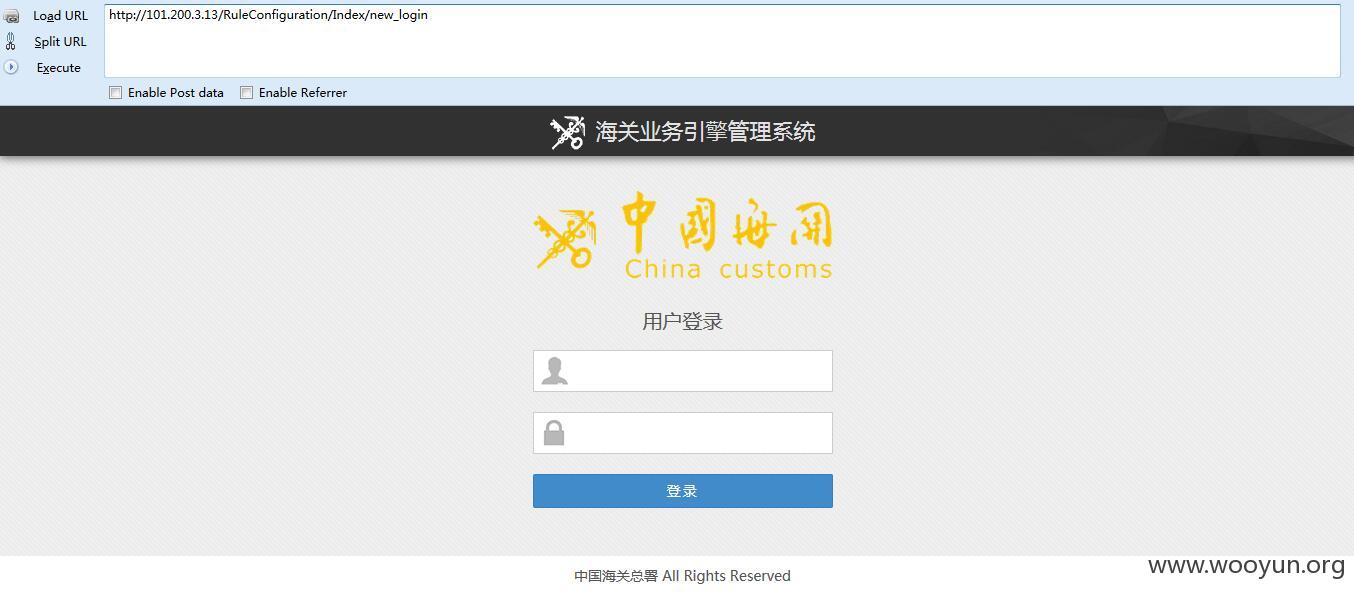 Load URL
http://101.200.3.13/RuleConfiguration/Index/new_login
Split URL
Execute
Enable Post data
Enable Referrer
海关业务引擎管理系统
中國海關
China customs
用户登录
登录
中国海关总署 All Rights Reserved
www.wooyun.org